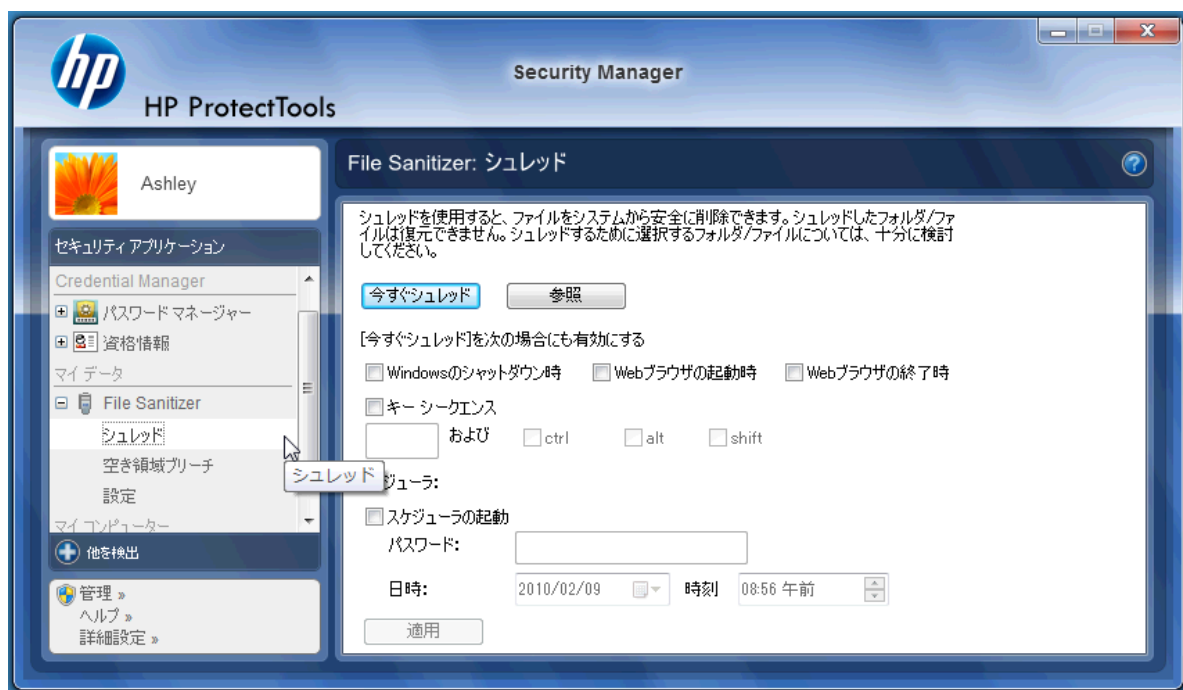 hp
HP ProtectTools
Security Manager
Ashley
セキュリティ アプリケーション
Credential Manager
パスワード マネージャー
資格情報
マイ データ
File Sanitizer
シュレッド
空き領域ブリーチ
設定
マイ コンピューター
他を検出
管理 »
ヘルプ »
詳細設定 »
File Sanitizer: シュレッド
シュレッドを使用すると、ファイルをシステムから安全に削除できます。シュレッドしたフォルダ/ファ
イルは復元できません。シュレッドするために選択するフォルダ/ファイルについては、十分に検討
してください。
今すぐシュレッド 参照
[今すぐシュレッド]を次の場合にも有効にする
Windowsのシャットダウン時 Webブラウザの起動時 Webブラウザの終了時
キー シークエンス
および ctrl alt shift
シュレッド
ジューラ:
スケジューラの起動
パスワード:
日時: 2010/02/09 時刻 08:56 午前
適用